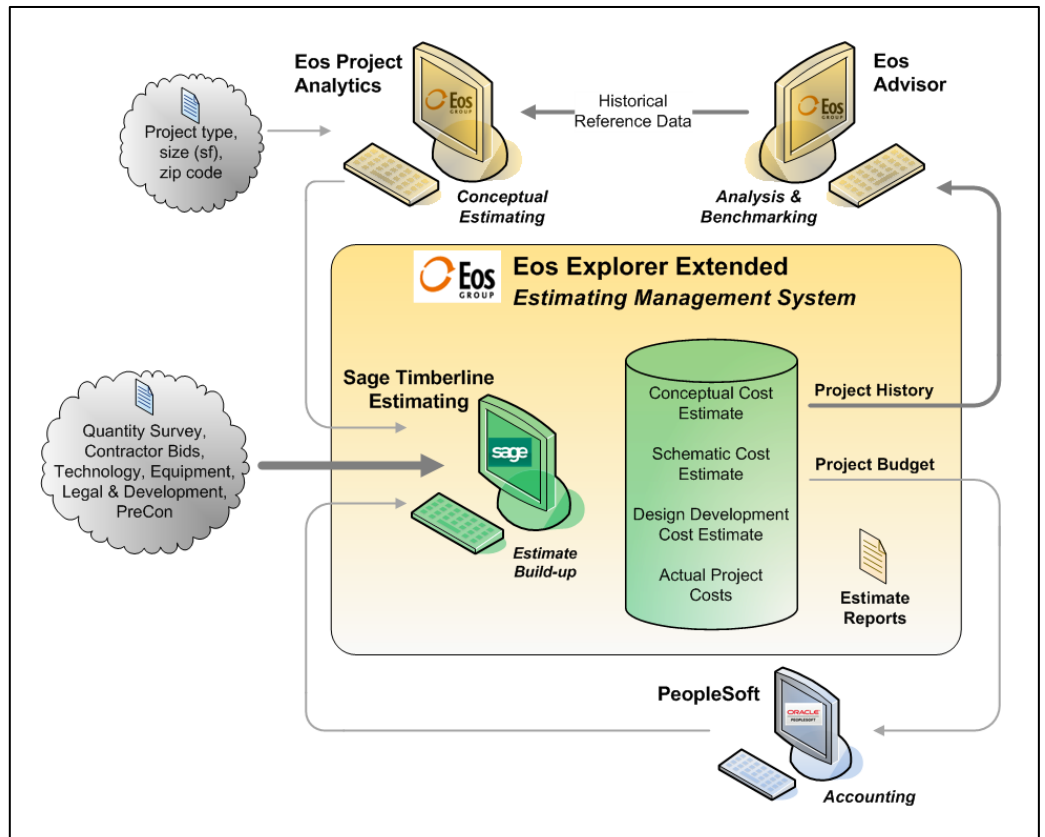 Eos Project
Analytics
Eos
Advisor
Project type,
size (sf),
zip code
Eos
GROUP
Historical
Reference Data
Eos
GROUP
Conceptual
Estimating
Analysis &
Benchmarking
Eos
GROUP
Eos Explorer Extended
Estimating Management System
Sage Timberline
Estimating
Quantity Survey,
Contractor Bids,
Technology, Equipment,
Legal & Development,
PreCon
sage
Estimate
Build-up
Conceptual Cost
Estimate
Schematic Cost
Estimate
Design Development
Cost Estimate
Actual Project
Costs
Project History
Project Budget
Estimate
Reports
PeopleSoft
ORACLE
PEOPLESOFT
Accounting